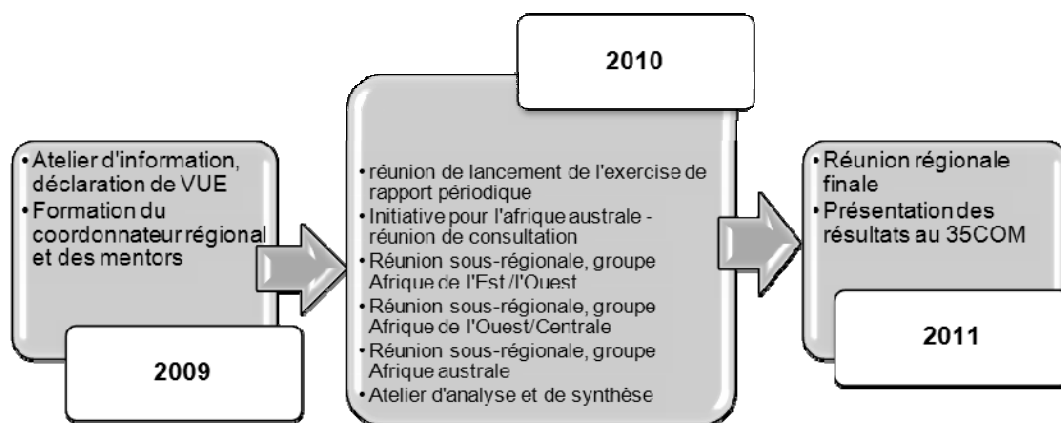 2009
• Atelier d'information,
déclaration de VUE
• Formation du
coordonnateur régional
et des mentors
2010
• réunion de lancement de l'exercise de
rapport périodique
• Initiative pour l'afrique australe -
réunion de consultation
• Réunion sous-régionale, groupe
Afrique de l'Est/l'Ouest
• Réunion sous-régionale, groupe
Afrique de l'Ouest/Centrale
• Réunion sous-régionale, groupe
Afrique australe
• Atelier d'analyse et de synthèse
• Réunion régionale
finale
• Présentation des
résultats au 35COM
2011